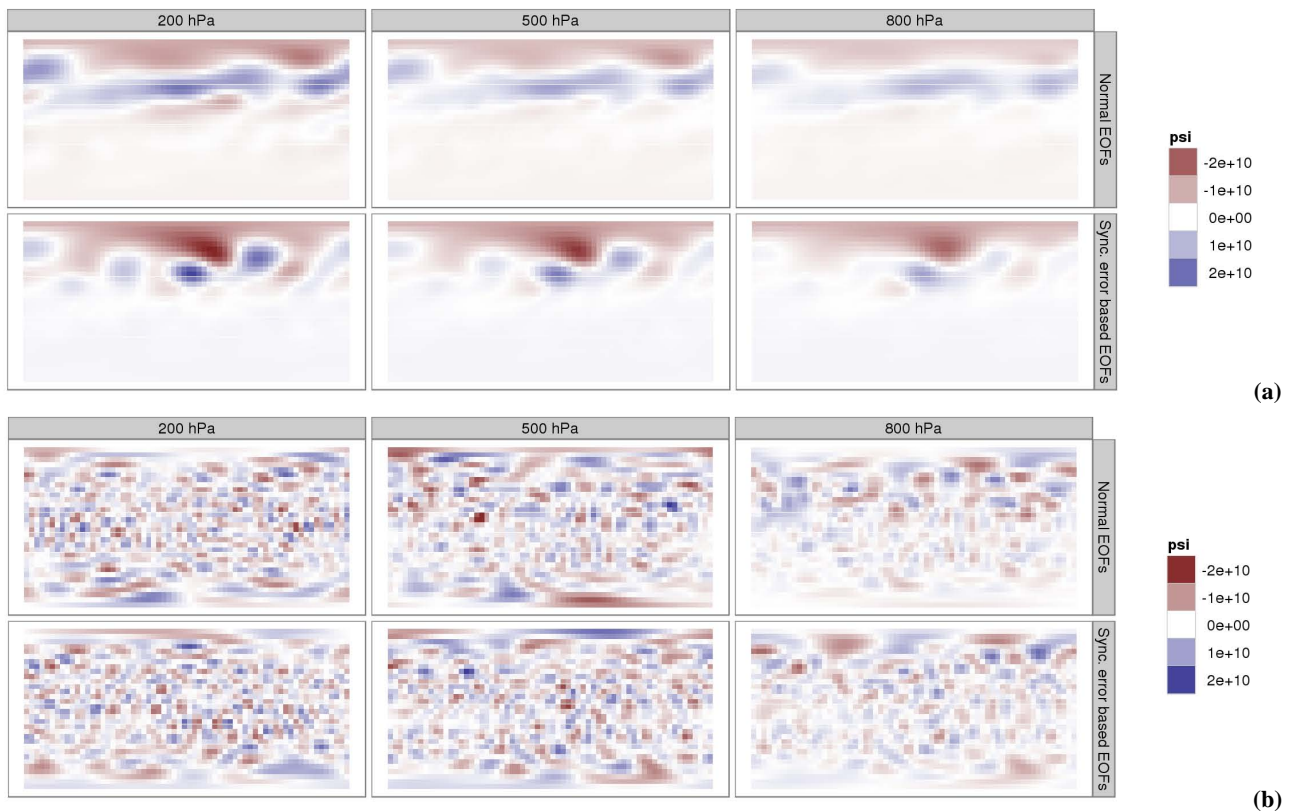 200 hPa
500 hPa
800 hPa
Normal EOFs
Sync. error based EOFs
psi
-2e+10
-1e+10
0e+00
1e+10
2e+10
(a)
200 hPa
500 hPa
800 hPa
Normal EOFs
Sync. error based EOFs
psi
-2e+10
-1e+10
0e+00
1e+10
2e+10
(b)